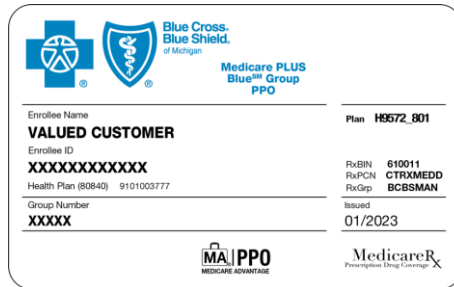 Blue Cross®
Blue Shield®
of Michigan
® ®
Medicare PLUS
Blue℠ Group
PPO
Enrollee Name
VALUED CUSTOMER
Enrollee ID
XXXXXXXXXXXX
Health Plan (80840) 9101003777
Group Number
XXXXX
Plan H9572_801
RxBIN 610011
RxPCN CTRXMEDD
RxGrp BCBSMAN
Issued
01/2023
MA PPO
MEDICARE ADVANTAGE
MedicareRx
Prescription Drug Coverage